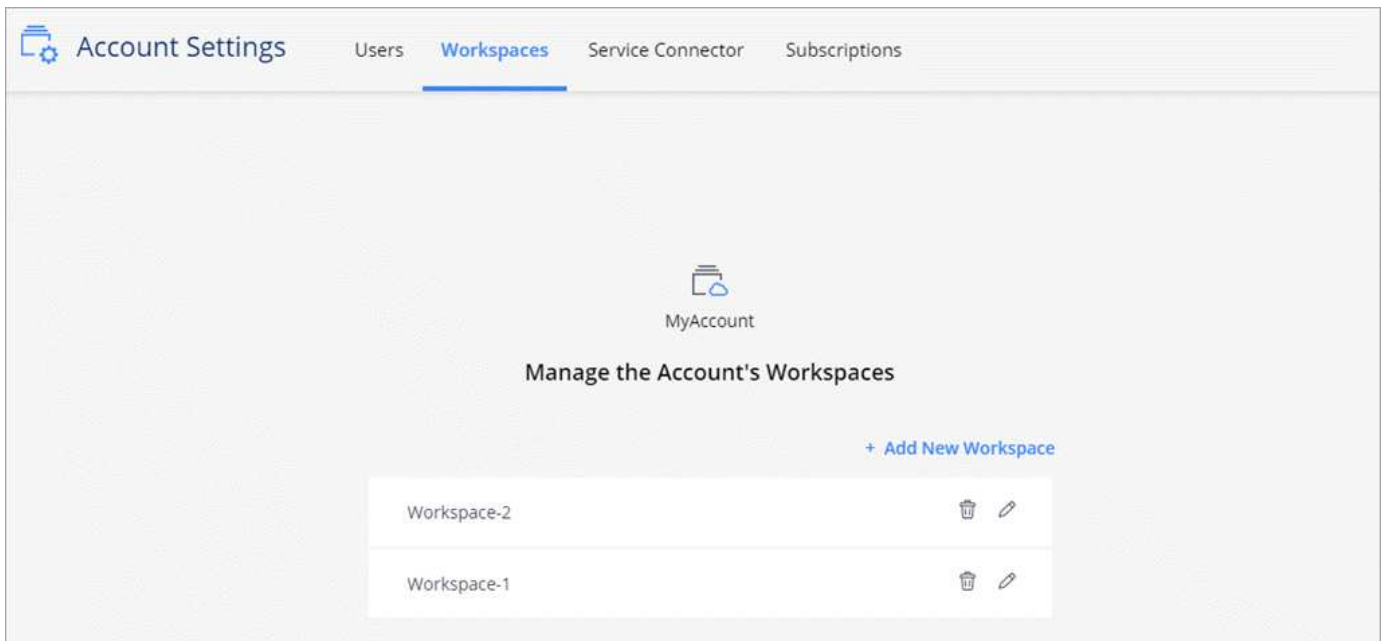 Account Settings Users Workspaces Service Connector Subscriptions
MyAccount
Manage the Account's Workspaces
+ Add New Workspace
Workspace-2
Workspace-1